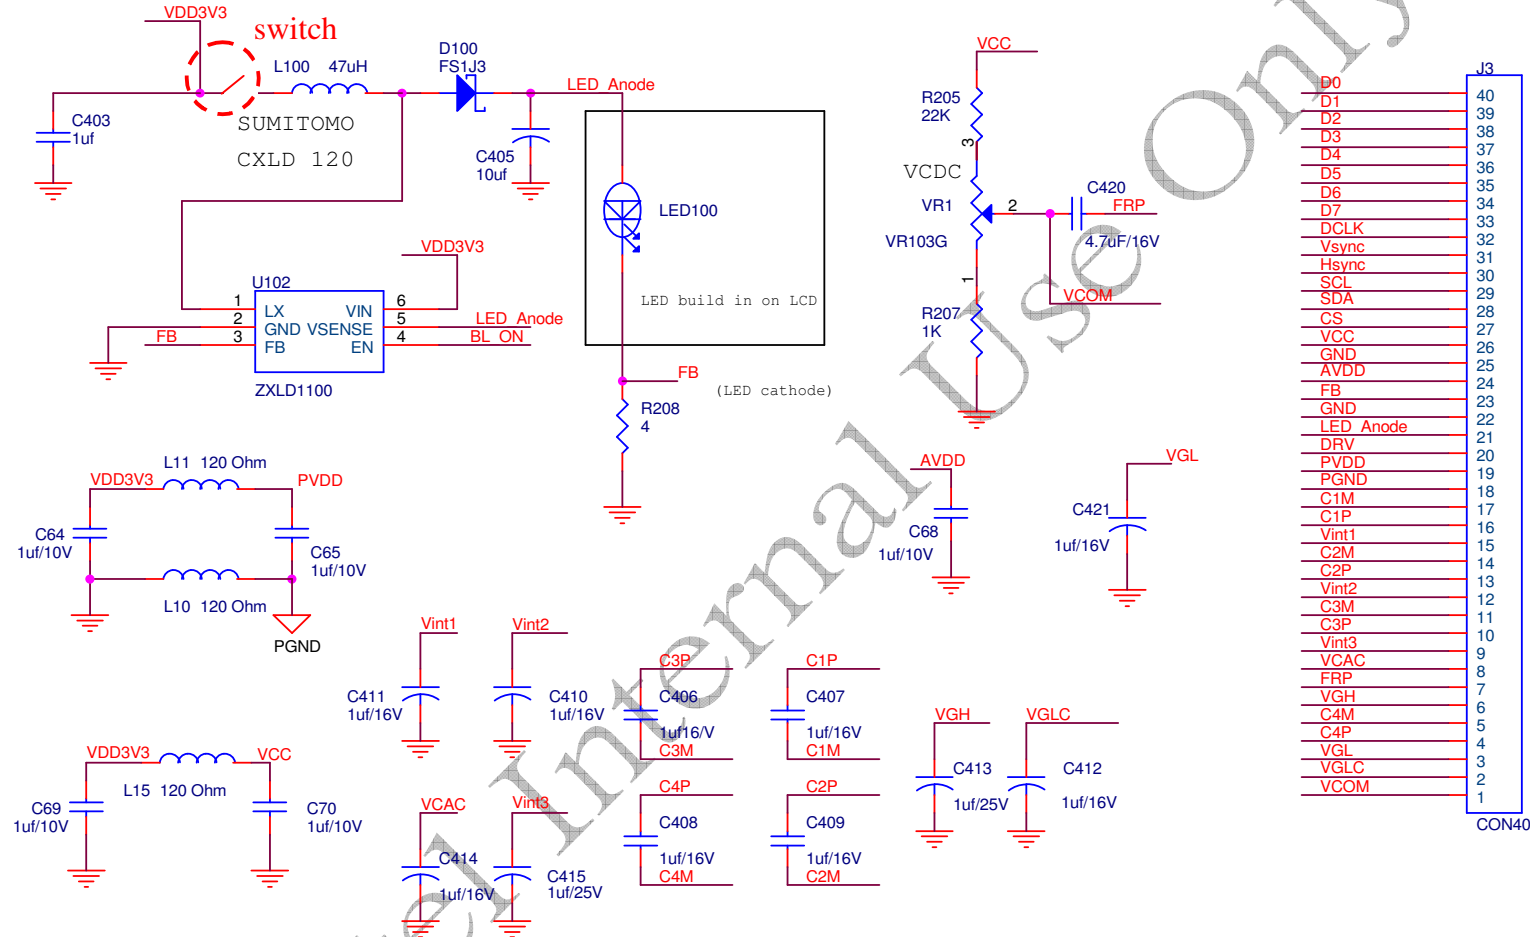 VDD3V3
switch
L100 47uH
D100
FS1J3
LED_Anode
C403
1uf
SUMITOMO
CXLD 120
C405
10uf
LED100
LED build in on LCD
VDD3V3
U102
1 LX VIN 6
2 GND VSENSE 5 LED_Anode
FB 3 FB EN 4 BL_ON
ZXLD1100
FB
(LED cathode)
R208
4
VCC
R205
22K
3
VCDC
VR1
VR103G
2
C420
FRP
4.7uF/16V
1
VCOM
R207
1K
L11 120 Ohm
VDD3V3
PVDD
C64
1uf/10V
C65
1uf/10V
L10 120 Ohm
PGND
AVDD
C68
1uf/10V
VGL
C421
1uf/16V
VDD3V3
VCC
L15 120 Ohm
C69
1uf/10V
C70
1uf/10V
Vint1
C411
1uf/16V
Vint2
C410
1uf/16V
C3P
C406
1uf16/V
C3M
C1P
C407
1uf/16V
C1M
VCAC
C414
1uf/16V
Vint3
C415
1uf/25V
C4P
C408
1uf/16V
C4M
C2P
C409
1uf/16V
C2M
VGH
C413
1uf/25V
VGLC
C412
1uf/16V
J3
D0 40
D1 39
D2 38
D3 37
D4 36
D5 35
D6 34
D7 33
DCLK 32
Vsync 31
Hsync 30
SCL 29
SDA 28
CS 27
VCC 26
GND 25
AVDD 24
FB 23
GND 22
LED_Anode 21
DRV 20
PVDD 19
PGND 18
C1M 17
C1P 16
Vint1 15
C2M 14
C2P 13
Vint2 12
C3M 11
C3P 10
Vint3 9
VCAC 8
FRP 7
VGH 6
C4M 5
C4P 4
VGL 3
VGLC 2
VCOM 1
CON40
el Internal Use Only